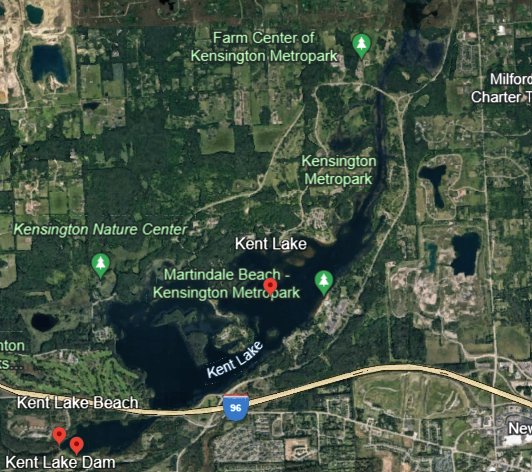 Farm Center of
Kensington Metropark
Milford
Charter T
Kensington
Metropark
Kensington Nature Center
Kent Lake
Martindale Beach -
Kensington Metropark
Kent Lake
nton
ks...
Kent Lake Beach
96
New
Kent Lake Dam